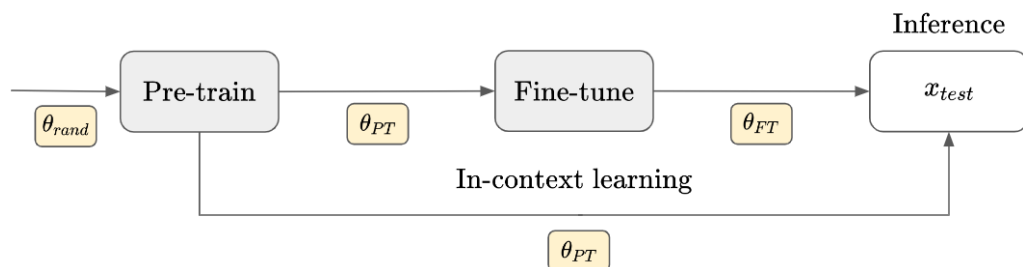 Inference
Pre-train
Fine-tune
x_test
θ_rand
θ_PT
θ_FT
In-context learning
θ_PT